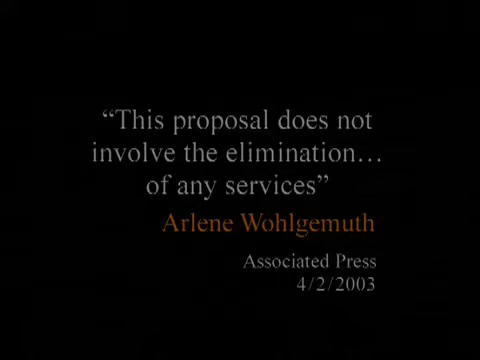 “This proposal does not
involve the elimination…
of any services”
Arlene Wohlgemuth
Associated Press
4/2/2003